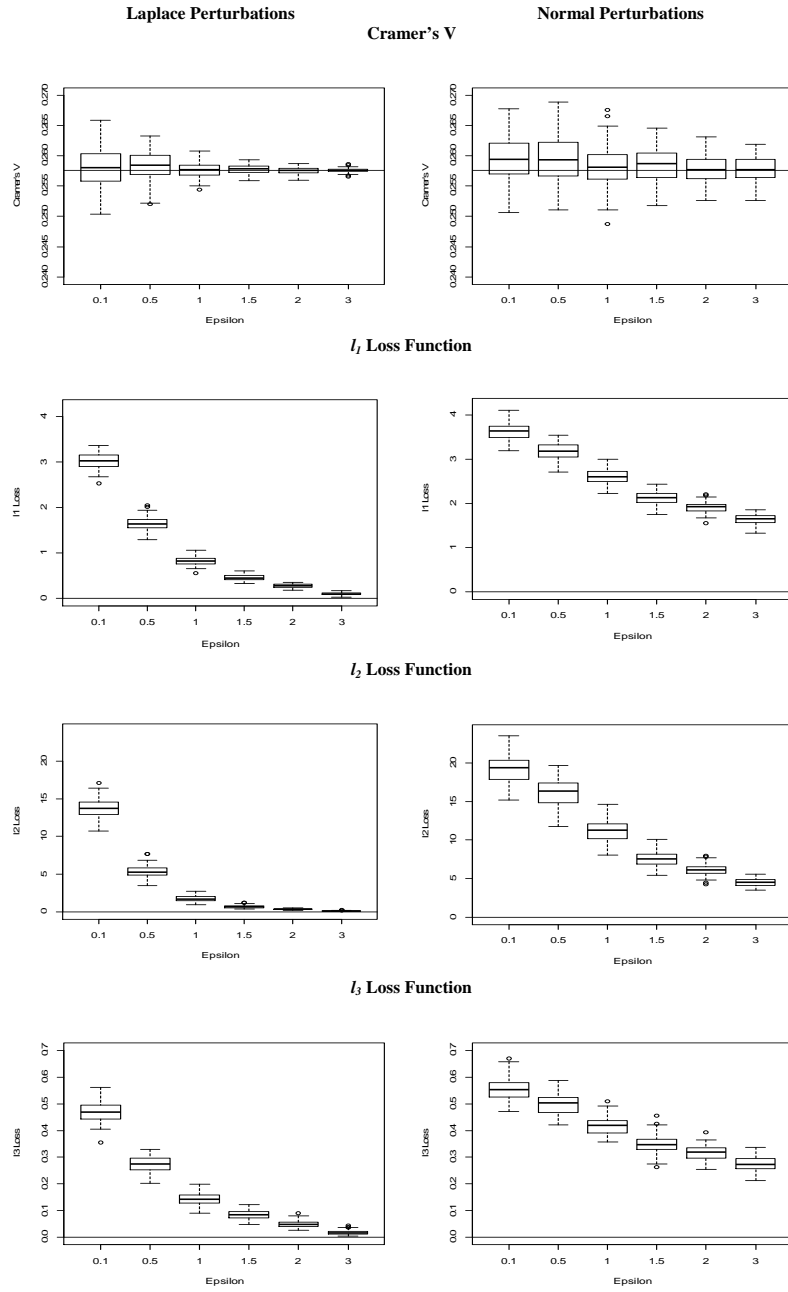 Laplace Perturbations Normal Perturbations
Cramer's V
Cramer's V
0.240 0.245 0.250 0.255 0.260 0.265 0.270
0.1 0.5 1 1.5 2 3
Epsilon
Cramer's V
0.240 0.245 0.250 0.255 0.260 0.265 0.270
0.1 0.5 1 1.5 2 3
Epsilon
l1 Loss Function
l1 Loss
0 1 2 3 4
0.1 0.5 1 1.5 2 3
Epsilon
l1 Loss
0 1 2 3 4
0.1 0.5 1 1.5 2 3
Epsilon
l2 Loss Function
l2 Loss
0 5 10 15 20
0.1 0.5 1 1.5 2 3
Epsilon
l2 Loss
0 5 10 15 20
0.1 0.5 1 1.5 2 3
Epsilon
l3 Loss Function
l3 Loss
0.0 0.1 0.2 0.3 0.4 0.5 0.6 0.7
0.1 0.5 1 1.5 2 3
Epsilon
l3 Loss
0.0 0.1 0.2 0.3 0.4 0.5 0.6 0.7
0.1 0.5 1 1.5 2 3
Epsilon